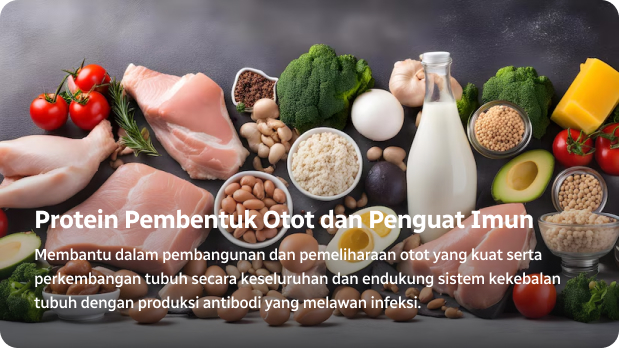 Protein Pembentuk Otot dan Penguat Imun
Membantu dalam pembangunan dan pemeliharaan otot yang kuat serta
perkembangan tubuh secara keseluruhan dan endukung sistem kekebalan
tubuh dengan produksi antibodi yang melawan infeksi.